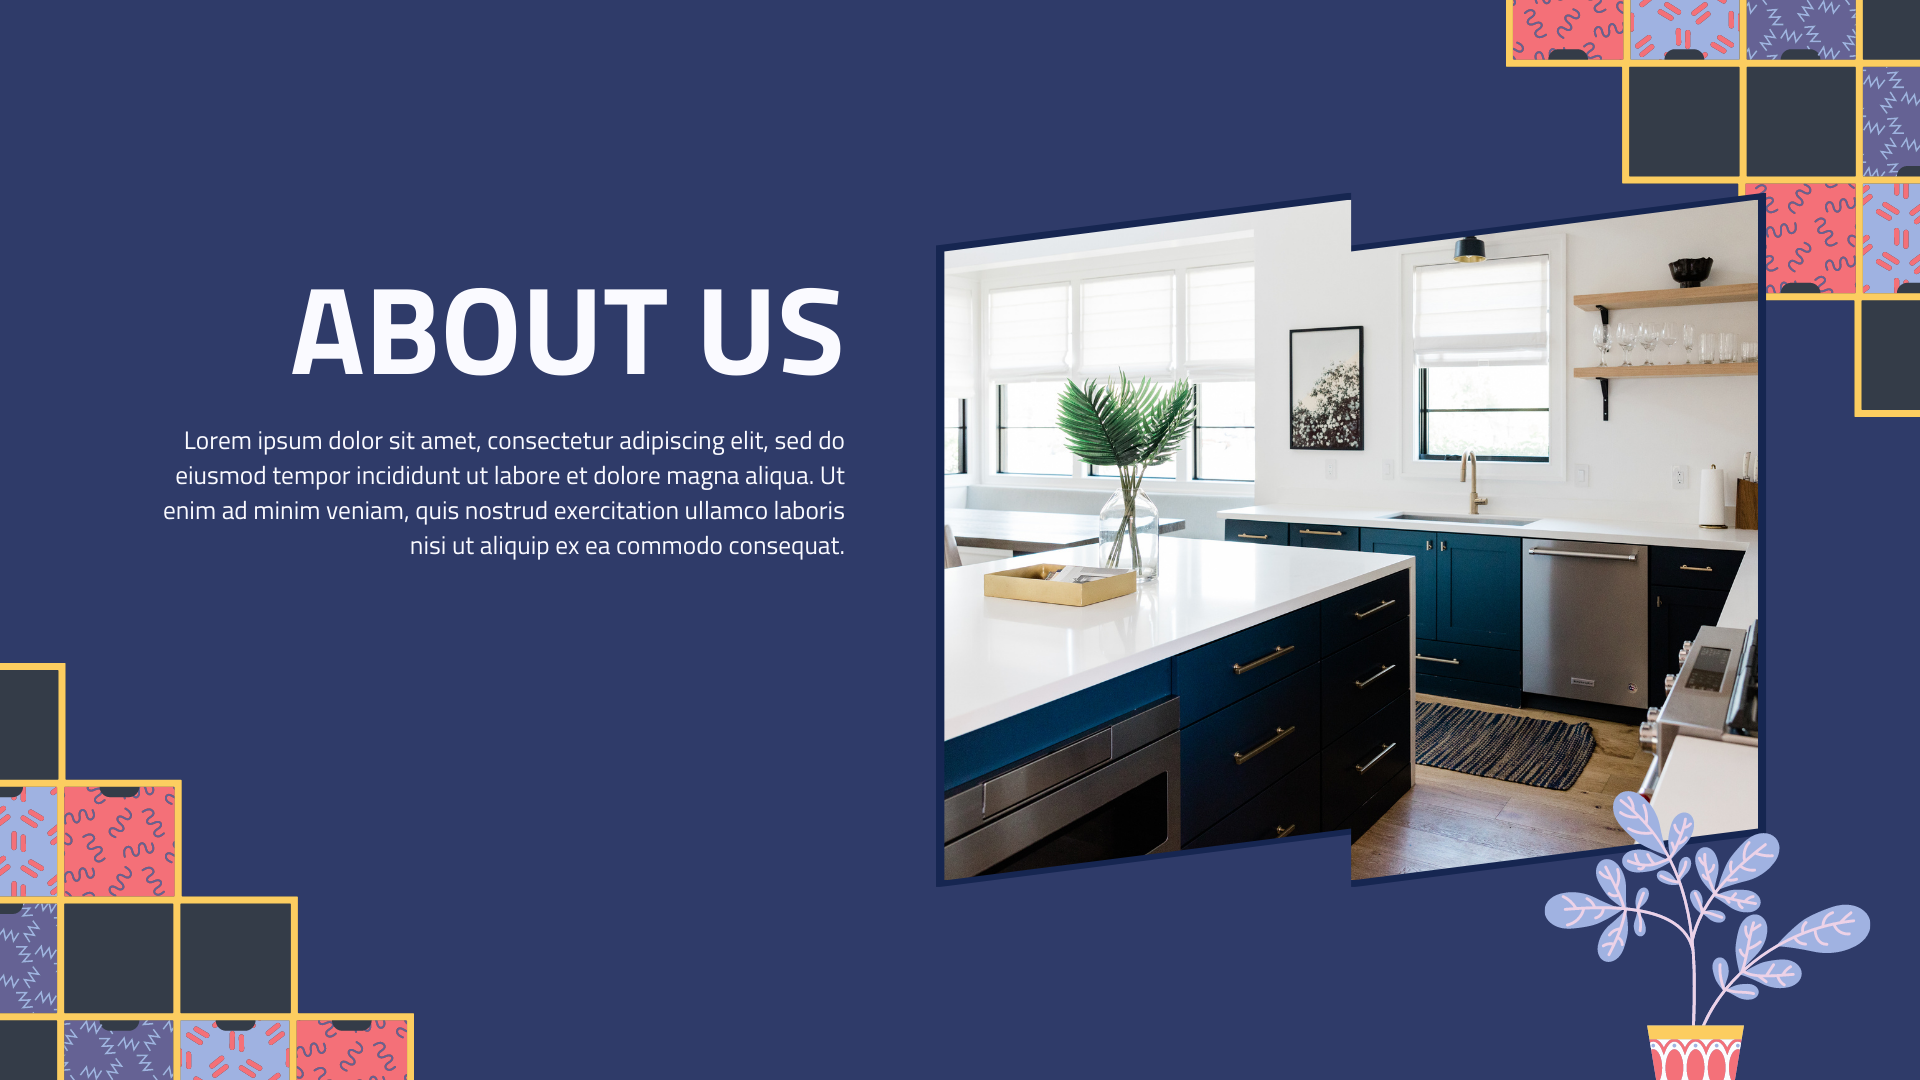 ABOUT US
Lorem ipsum dolor sit amet, consectetur adipiscing elit, sed do
eiusmod tempor incididunt ut labore et dolore magna aliqua. Ut
enim ad minim veniam, quis nostrud exercitation ullamco laboris
nisi ut aliquip ex ea commodo consequat.